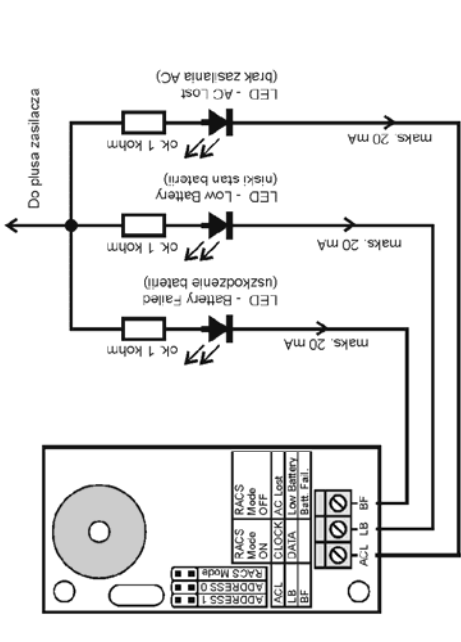 Do plusa zasilacza
LED - AC Lost
(brak zasilania AC)
ok. 1 kohm
maks. 20 mA
LED - Low Battery
(niski stan baterii)
ok. 1 kohm
maks. 20 mA
LED - Battery Failed
(uszkodzenie baterii)
ok. 1 kohm
maks. 20 mA
RACS Mode ON
RACS Mode OFF
ACL CLOCK AC Lost
LB DATA Low Battery
BF Batt. Fail.
ADDRESS 1
ADDRESS 0
RACS Mode
ACL
LB
BF